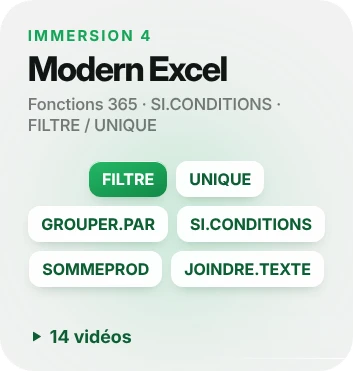 IMMERSION 4
Modern Excel
Fonctions 365 · SI.CONDITIONS ·
FILTRE / UNIQUE
FILTRE UNIQUE
GROUPER.PAR SI.CONDITIONS
SOMMEPROD JOINDRE.TEXTE
14 vidéos